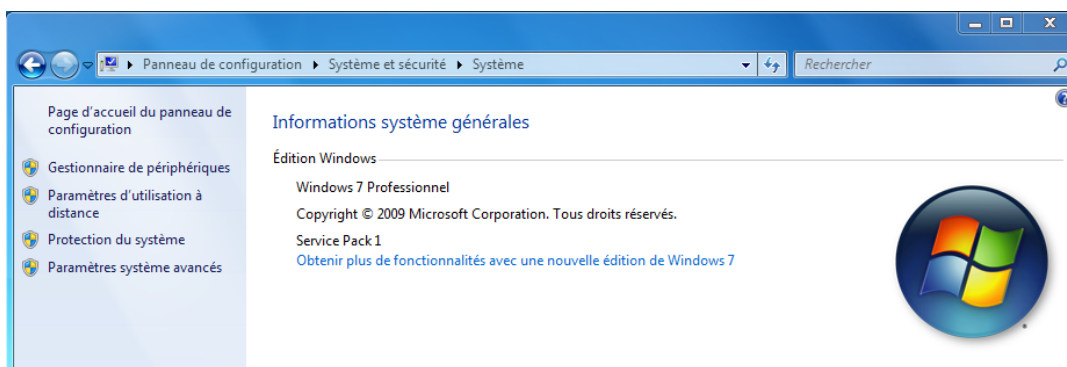 Panneau de configuration ▸ Système et sécurité ▸ Système
Rechercher
Page d'accueil du panneau de
configuration
Gestionnaire de périphériques
Paramètres d'utilisation à
distance
Protection du système
Paramètres système avancés
Informations système générales
Édition Windows
Windows 7 Professionnel
Copyright © 2009 Microsoft Corporation. Tous droits réservés.
Service Pack 1
Obtenir plus de fonctionnalités avec une nouvelle édition de Windows 7